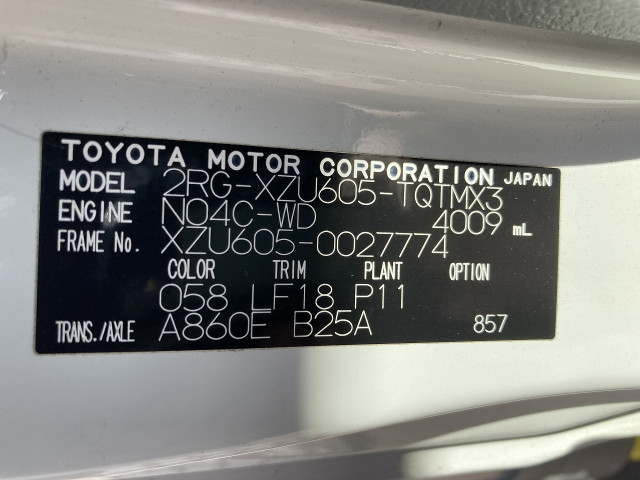 TOYOTA MOTOR CORPORATION JAPAN
MODEL 2RG-XZU605-TQTMX3
ENGINE N04C-WD 4009 mL
FRAME No. XZU605-0027774
COLOR TRIM PLANT OPTION
058 LF18 P11
TRANS./AXLE A860E B25A 857